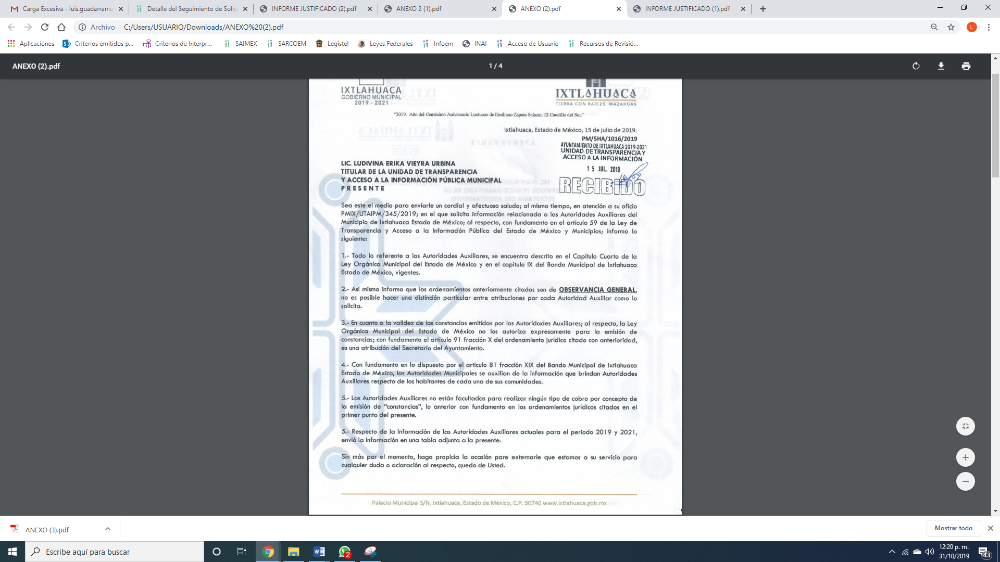 Carga Excesiva - luis.guadarrama
Detalle del Seguimiento de Solici
INFORME JUSTIFICADO (2).pdf
ANEXO 2 (1).pdf
ANEXO (2).pdf
INFORME JUSTIFICADO (1).pdf
Archivo
C:/Users/USUARIO/Downloads/ANEXO%20(2).pdf
L
Aplicaciones
Criterios emitidos p...
Criterios de Interpr...
SAIMEX
SARCOEM
Legistel
Leyes Federales
Infoem
INAI
Acceso de Usuario
Recursos de Revisió...
ANEXO (2).pdf
1 / 4
IXTLAHUACA
GOBIERNO MUNICIPAL
2019 - 2021
IXTLAHUACA
TIERRA CON RAÍCES MAZAHUAS
"2019. Año del Centésimo Aniversario Luctuoso de Emiliano Zapata Salazar. El Caudillo del Sur."
Ixtlahuaca, Estado de México, 15 de julio de 2019.
PM/SHA/1016/2019
AYUNTAMIENTO DE IXTLAHUACA 2019-2021
UNIDAD DE TRANSPARENCIA Y
ACCESO A LA INFORMACIÓN
15 JUL. 2019
RECIBIDO
LIC. LUDIVINA ERIKA VIEYRA URBINA
TITULAR DE LA UNIDAD DE TRANSPARENCIA
Y ACCESO A LA INFORMACIÓN PÚBLICA MUNICIPAL
P R E S E N T E
Sea este el medio para enviarle un cordial y afectuoso saludo; al mismo tiempo, en atención a su oficio
PMIX/UTAIPM/345/2019; en el que solicita información relacionada a las Autoridades Auxiliares del
Municipio de Ixtlahuaca Estado de México; al respecto, con fundamento en el artículo 59 de la Ley de
Transparencia y Acceso a la Información Pública del Estado de México y Municipios; informo lo
siguiente:
1.- Todo lo referente a las Autoridades Auxiliares, se encuentra descrito en el Capítulo Cuarto de la
Ley Orgánica Municipal del Estado de México y en el capítulo IX del Bando Municipal de Ixtlahuaca
Estado de México, vigentes.
2.- Así mismo informo que los ordenamientos anteriormente citados son de OBSERVANCIA GENERAL,
no es posible hacer una distinción particular entre atribuciones por cada Autoridad Auxiliar como lo
solicita.
3.- En cuanto a la validez de las constancias emitidas por las Autoridades Auxiliares; al respecto, la Ley
Orgánica Municipal del Estado de México no los autoriza expresamente para la emisión de
constancias; con fundamento el artículo 91 fracción X del ordenamiento jurídico citado con anterioridad,
es una atribución del Secretario del Ayuntamiento.
4.- Con fundamento en lo dispuesto por el articulo 81 fracción XIX del Bando Municipal de Ixtlahuaca
Estado de México, las Autoridades Municipales se auxilian de la información que brindan Autoridades
Auxiliares respecto de los habitantes de cada una de sus comunidades.
5.- Las Autoridades Auxiliares no están facultadas para realizar ningún tipo de cobro por concepto de
la emisión de "constancias", lo anterior con fundamento en los ordenamientos jurídicos citados en el
primer punto del presente.
5.- Respecto de la Información de las Autoridades Auxiliares actuales para el periodo 2019 y 2021,
envió la información en una tabla adjunta a la presente.
Sin más por el momento, hago propicia la ocasión pare externarle que estamos a su servicio para
cualquier duda o aclaración al respecto, quedo de Usted.
Palacio Municipal S/N, Ixtlahuaca, Estado de México, C.P. 50740 www.ixtlahuaca.gob.mx
ANEXO (3).pdf
Mostrar todo
Escribe aquí para buscar
2
12:20 p. m.
31/10/2019
43